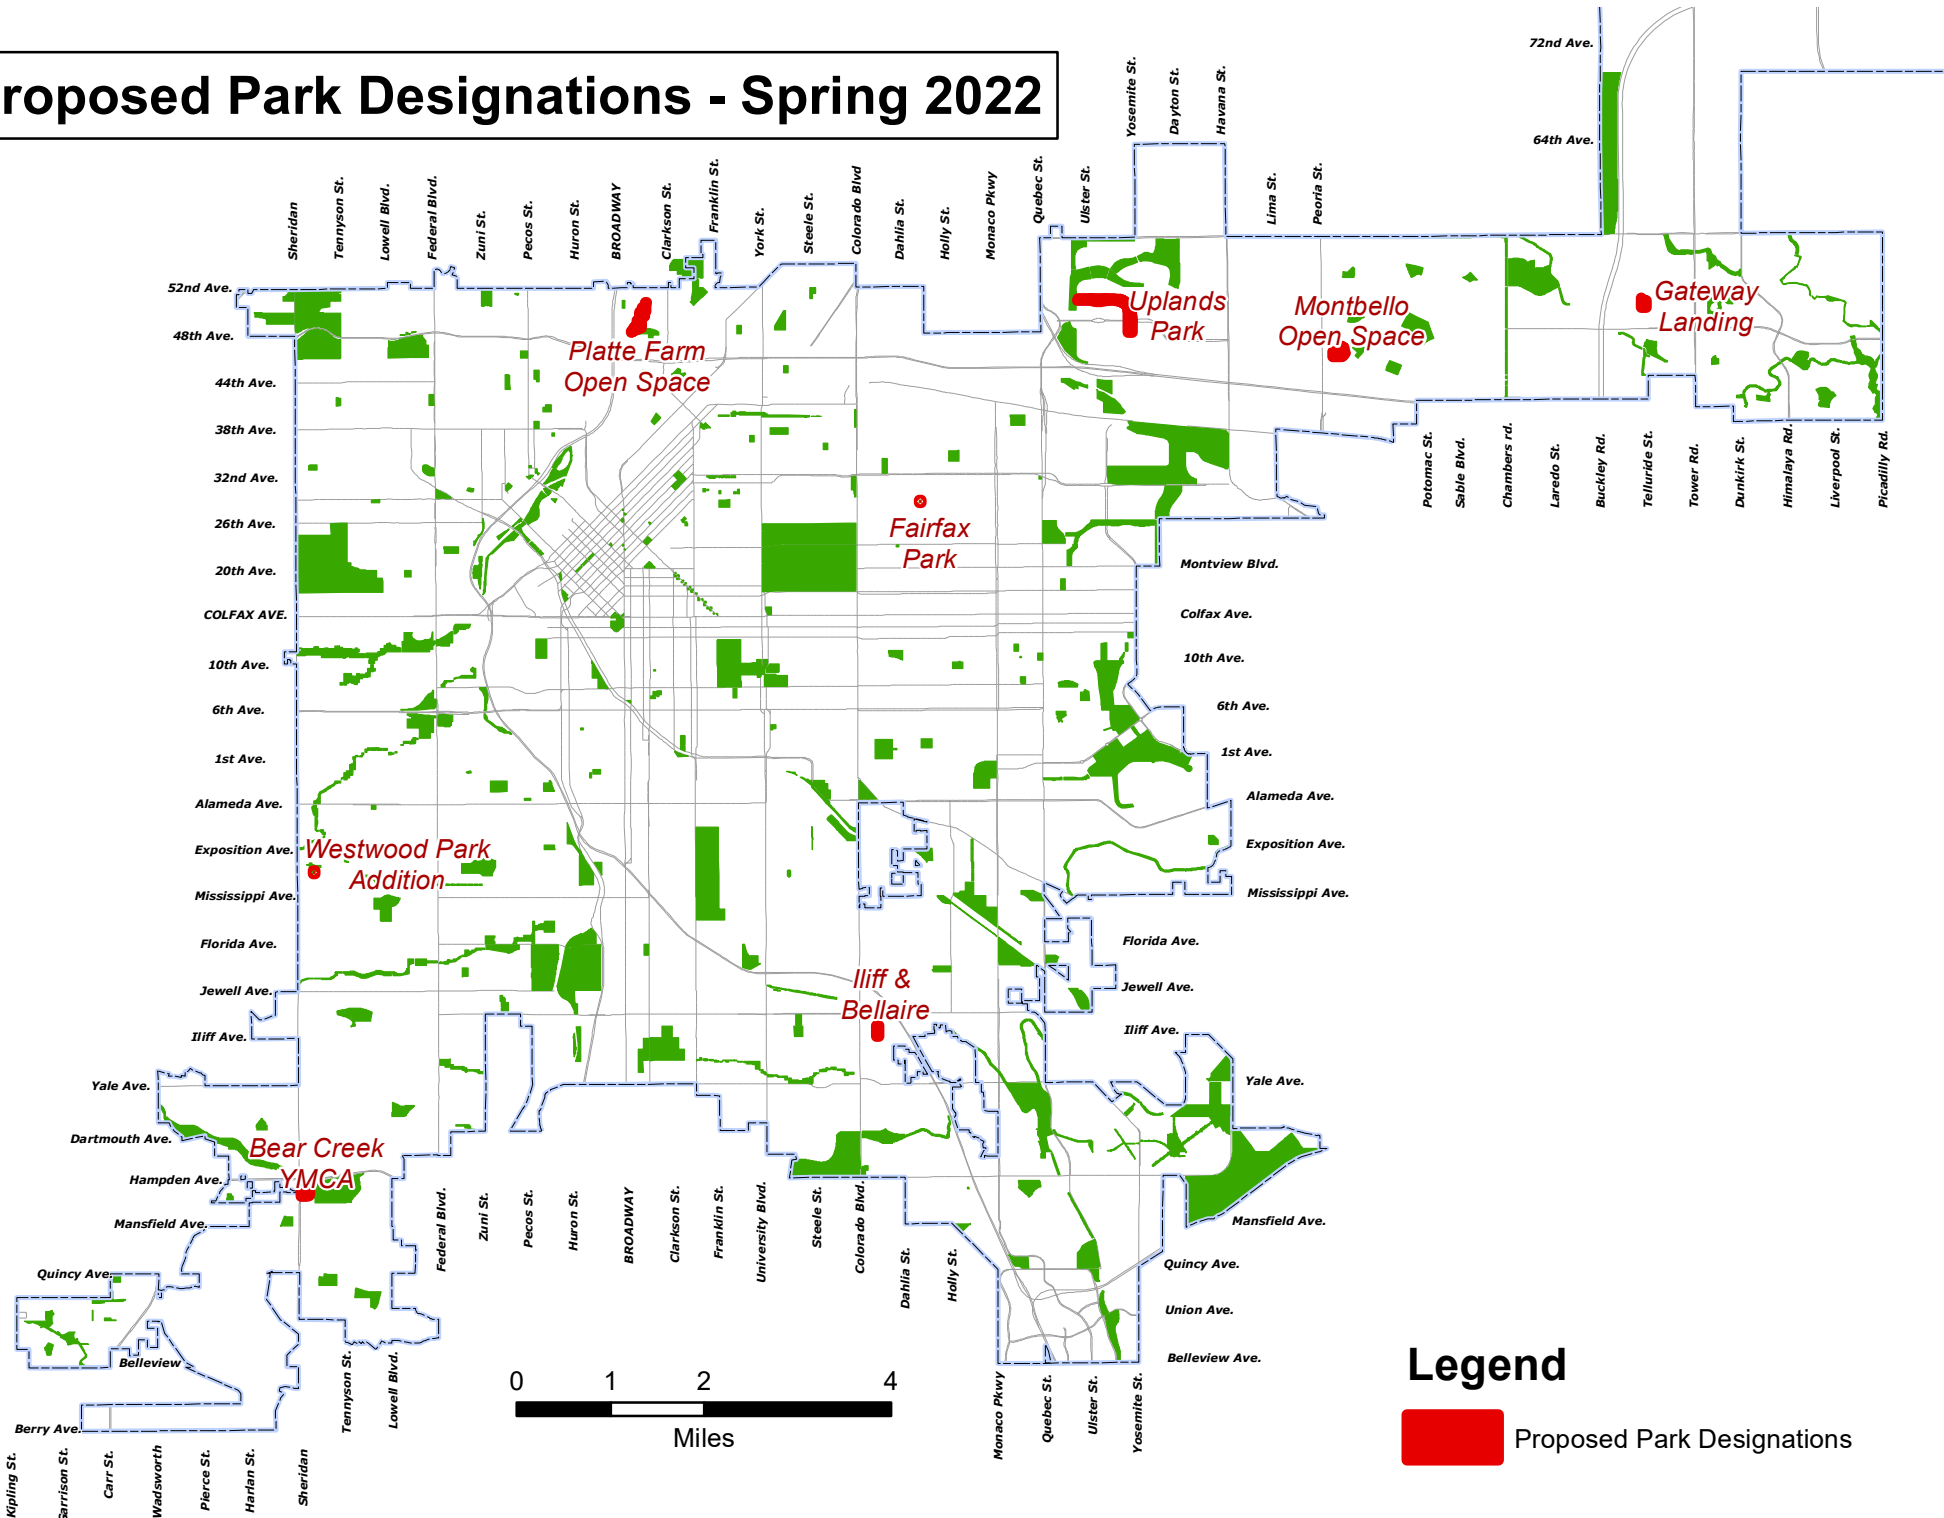 roposed Park Designations - Spring 2022
72nd Ave.
64th Ave.
Yosemite St.
Dayton St.
Havana St.
Sheridan
Tennyson St.
Lowell Blvd.
Federal Blvd.
Zuni St.
Pecos St.
Huron St.
BROADWAY
Clarkson St.
Franklin St.
York St.
Steele St.
Colorado Blvd
Dahlia St.
Holly St.
Monaco Pkwy
Quebec St.
Ulster St.
Lima St.
Peoria St.
52nd Ave.
48th Ave.
44th Ave.
38th Ave.
32nd Ave.
26th Ave.
20th Ave.
COLFAX AVE.
10th Ave.
6th Ave.
1st Ave.
Alameda Ave.
Exposition Ave.
Mississippi Ave.
Florida Ave.
Jewell Ave.
Iliff Ave.
Yale Ave.
Dartmouth Ave.
Hampden Ave.
Mansfield Ave.
Quincy Ave.
Belleview
Berry Ave.
Platte Farm
Open Space
Uplands
Park
Montbello
Open Space
Gateway
Landing
Fairfax
Park
Westwood Park
Addition
Iliff &
Bellaire
Bear Creek
YMCA
Potomac St.
Sable Blvd.
Chambers rd.
Laredo St.
Buckley Rd.
Telluride St.
Tower Rd.
Dunkirk St.
Himalaya Rd.
Liverpool St.
Picadilly Rd.
Montview Blvd.
Colfax Ave.
10th Ave.
6th Ave.
1st Ave.
Alameda Ave.
Exposition Ave.
Mississippi Ave.
Florida Ave.
Jewell Ave.
Iliff Ave.
Yale Ave.
Mansfield Ave.
Quincy Ave.
Union Ave.
Belleview Ave.
Federal Blvd.
Zuni St.
Pecos St.
Huron St.
BROADWAY
Clarkson St.
Franklin St.
University Blvd.
Steele St.
Colorado Blvd.
Dahlia St.
Holly St.
Monaco Pkwy
Quebec St.
Ulster St.
Yosemite St.
Tennyson St.
Lowell Blvd.
Kipling St.
Garrison St.
Carr St.
Wadsworth
Pierce St.
Harlan St.
Sheridan
0 1 2 4
Miles
Legend
Proposed Park Designations